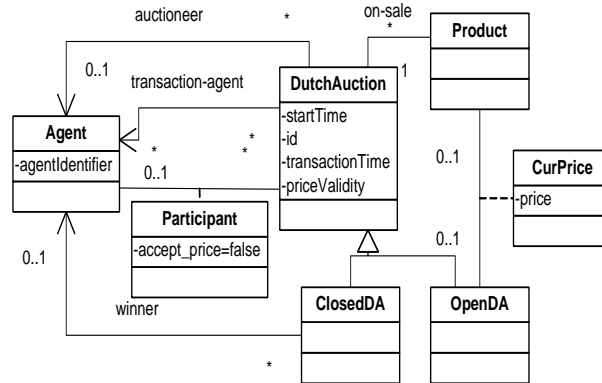 auctioneer
*
on-sale
*
Product
0..1
transaction-agent
1
DutchAuction
-startTime
-id
-transactionTime
-priceValidity
Agent
-agentIdentifier
*
*
*
0..1
0..1
CurPrice
-price
Participant
-accept_price=false
0..1
0..1
winner
ClosedDA
OpenDA
*